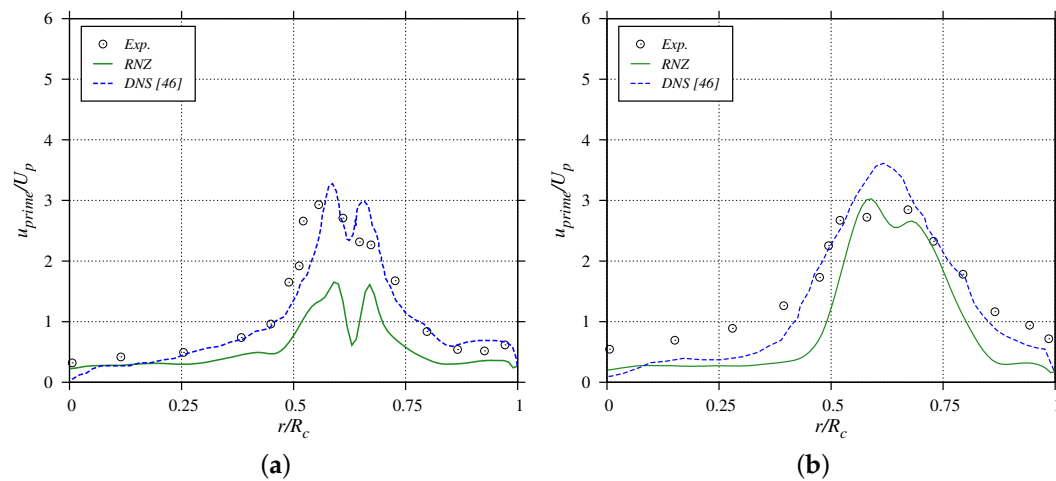 6
5
4
3
2
1
0
u_prime/U_p
Exp.
RNZ
DNS [46]
0 0.25 0.5 0.75 1
r/R_c
(a)
6
5
4
3
2
1
0
u_prime/U_p
Exp.
RNZ
DNS [46]
0 0.25 0.5 0.75 1
r/R_c
(b)